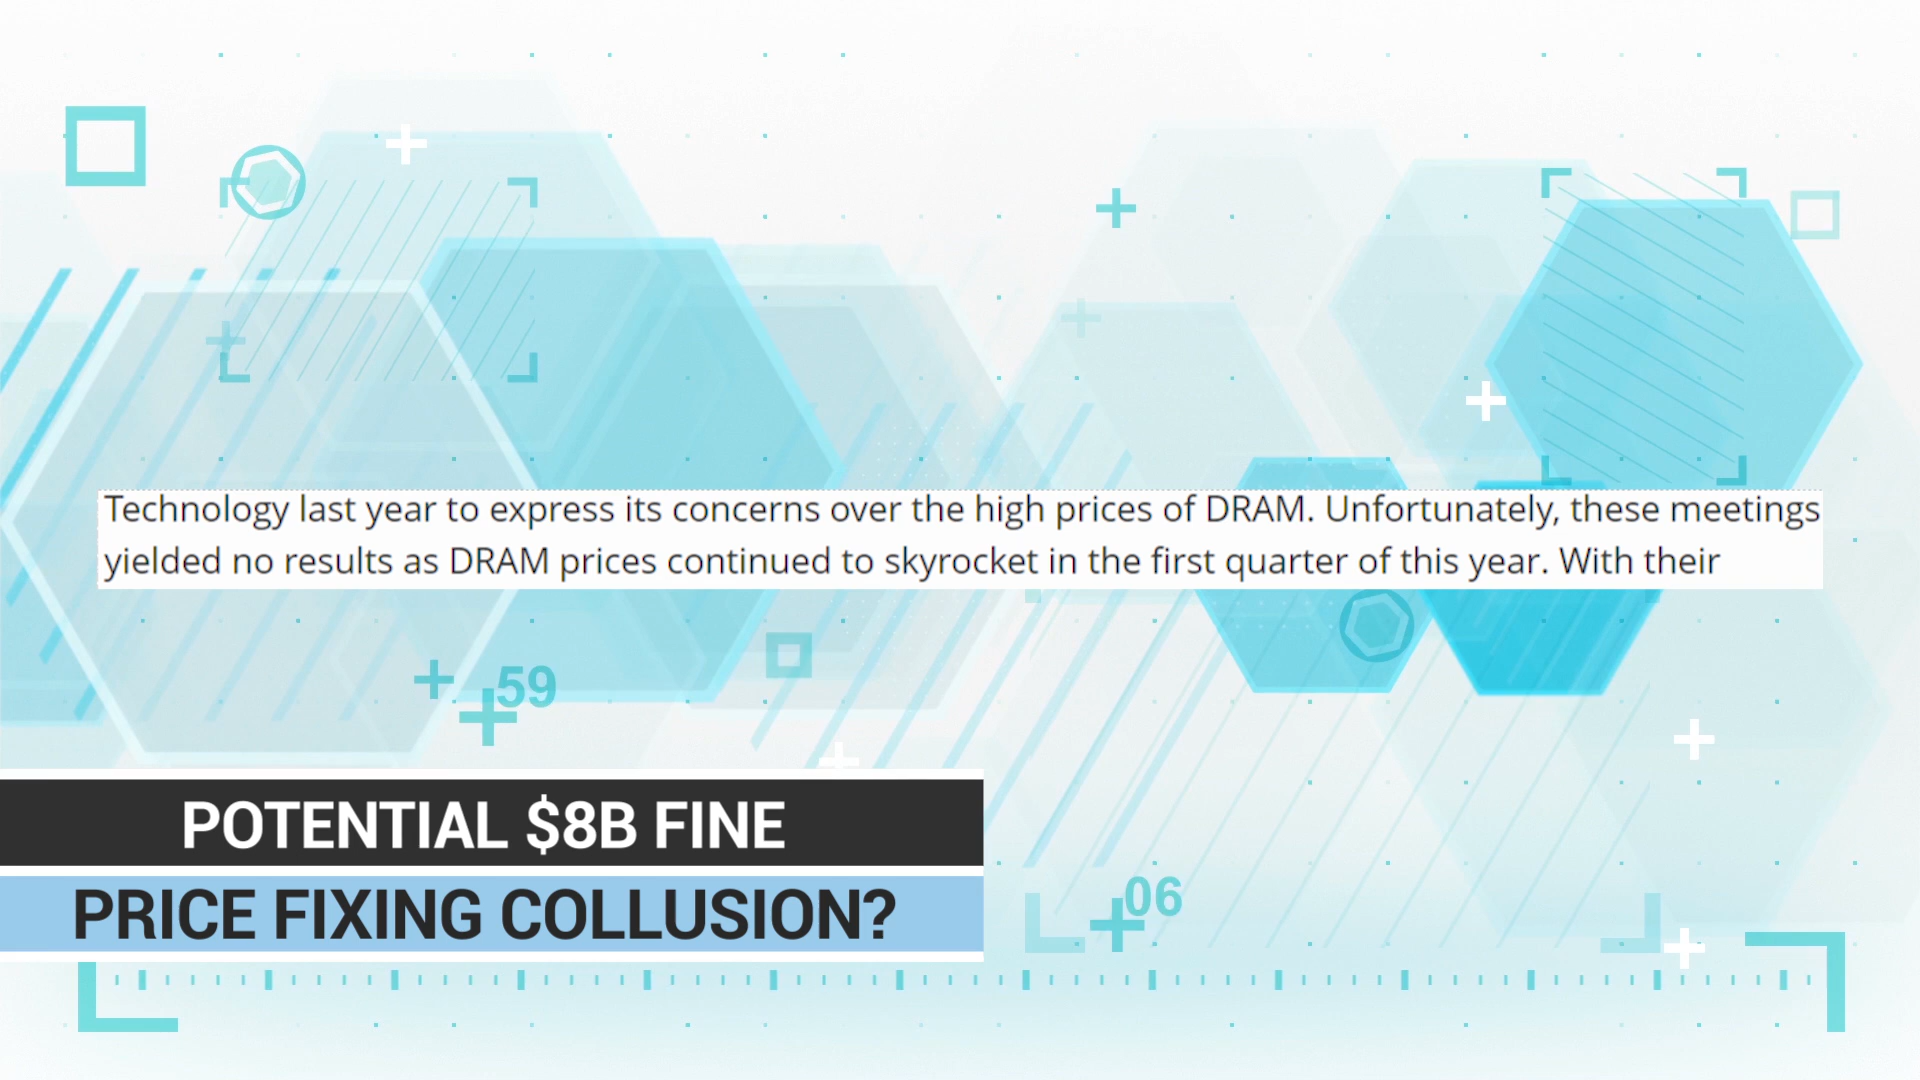 Technology last year to express its concerns over the high prices of DRAM. Unfortunately, these meetings
yielded no results as DRAM prices continued to skyrocket in the first quarter of this year. With their
59
POTENTIAL $8B FINE
PRICE FIXING COLLUSION?
06